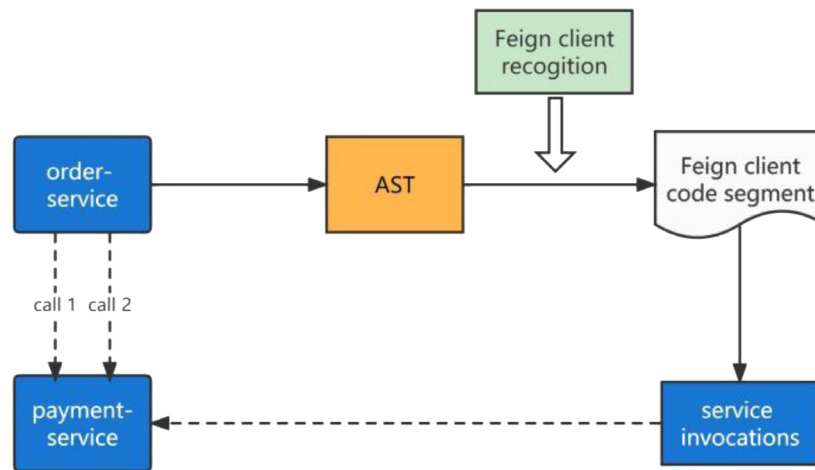 Feign client
recogition
order-
service
AST
Feign client
code segment
call 1 call 2
payment-
service
service
invocations